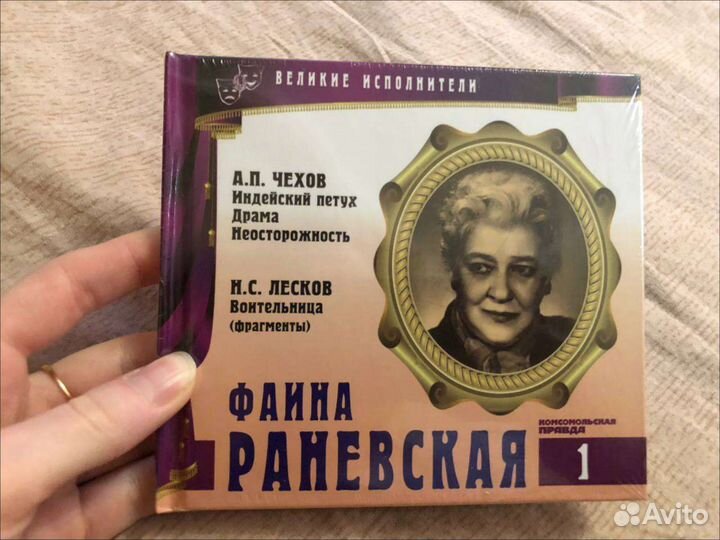 ВЕЛИКИЕ ИСПОЛНИТЕЛИ
А.П. ЧЕХОВ
Индейский петух
Драма
Неосторожность
Н.С. ЛЕСКОВ
Воительница
(фрагменты)
ФАИНА
РАНЕВСКАЯ
КОМСОМОЛЬСКАЯ
ПРАВДА
1
Avito